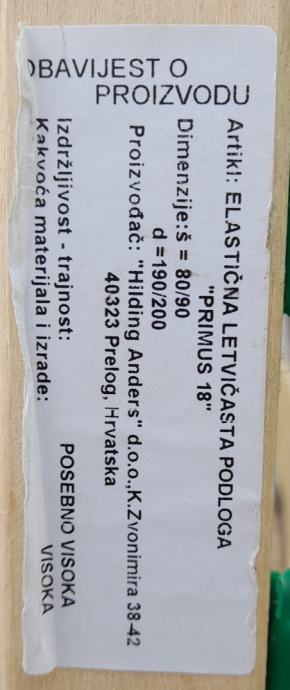 OBAVIJEST O
PROIZVODU
Artikl: ELASTIČNA LETVIČASTA PODLOGA
"PRIMUS 18"
Dimenzije:š = 80/90
d =190/200
Proizvođač: "Hilding Anders" d.o.o.,K.Zvonimira 38-42
40323 Prelog, Hrvatska
Izdržljivost - trajnost: POSEBNO VISOKA
Kakvoća materijala i izrade: VISOKA